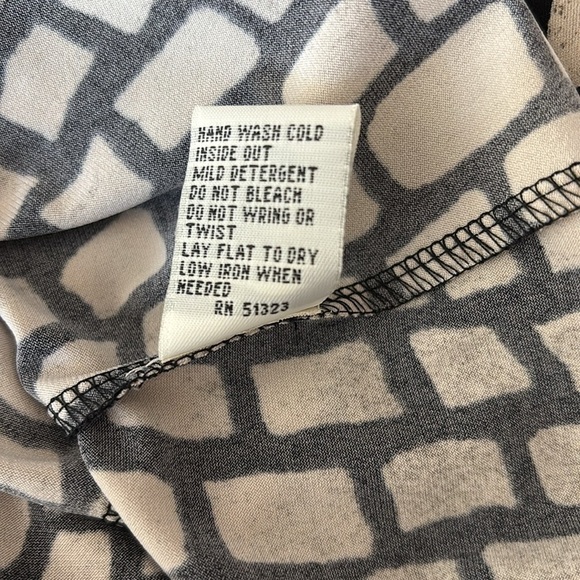 HAND WASH COLD
INSIDE OUT
MILD DETERGENT
DO NOT BLEACH
DO NOT WRING OR
TWIST
LAY FLAT TO DRY
LOW IRON WHEN
NEEDED
RN 51323